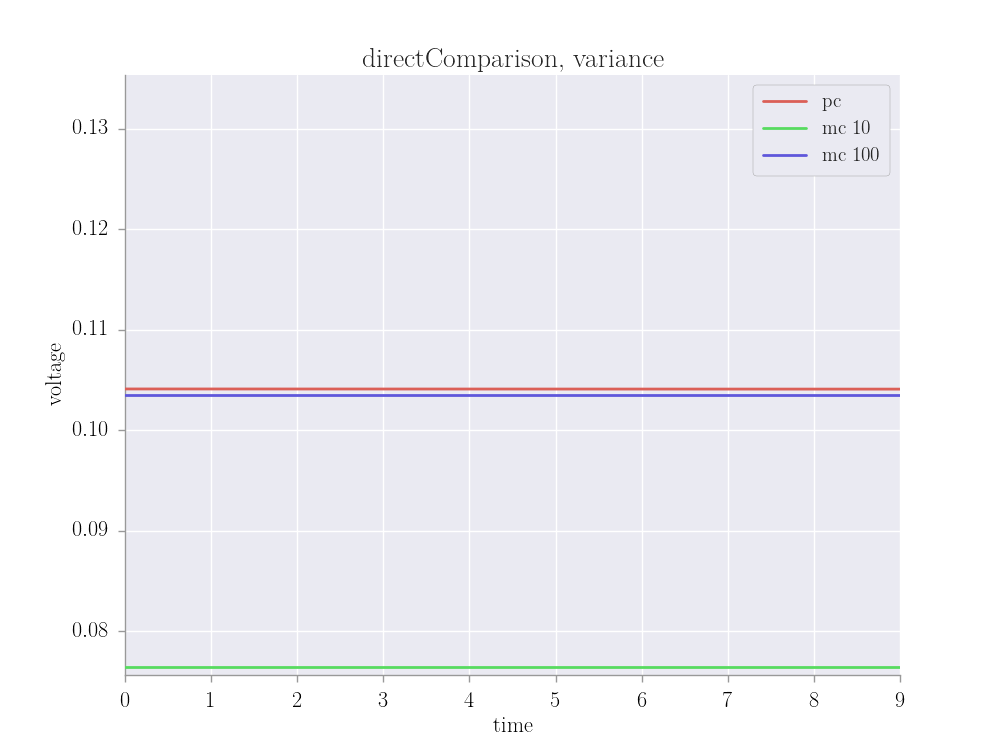 directComparison, variance
pc
mc 10
mc 100
0.13
0.12
0.11
0.10
0.09
0.08
voltage
0 1 2 3 4 5 6 7 8 9
time